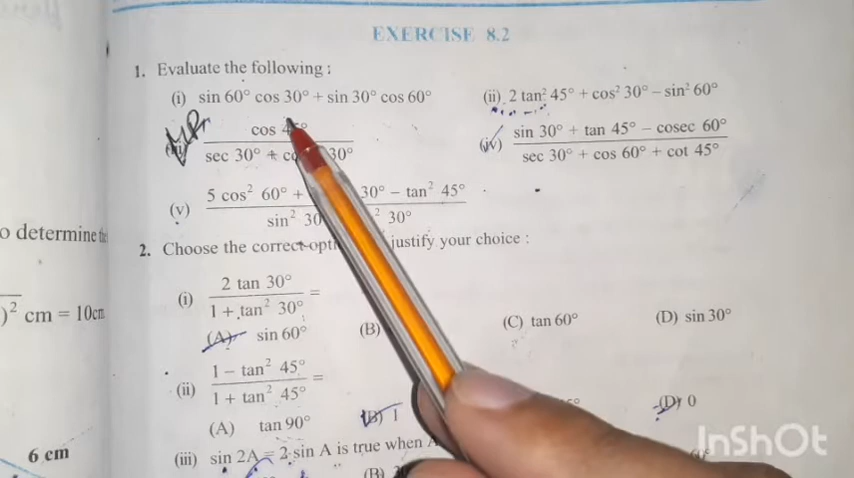 EXERCISE 8.2
1. Evaluate the following :
(i) sin 60° cos 30° + sin 30° cos 60°
(ii) 2 tan² 45° + cos² 30° – sin² 60°
cos 45°
sec 30° + 30°
(iv) sin 30° + tan 45° – cosec 60°
sec 30° + cos 60° + cot 45°
(v) 5 cos² 60° + 30° – tan² 45°
sin² 30 ² 30°
2. Choose the correct justify your choice :
(i) 2 tan 30° =
1 + tan² 30°
(A) sin 60° (B) (C) tan 60° (D) sin 30°
(ii) 1 – tan² 45° =
1 + tan² 45°
(A) tan 90° (B) 1 (D) 0
(iii) sin 2A = 2 sin A is true when A
(B)
o determine
)² cm = 10cm
6 cm
InShOt